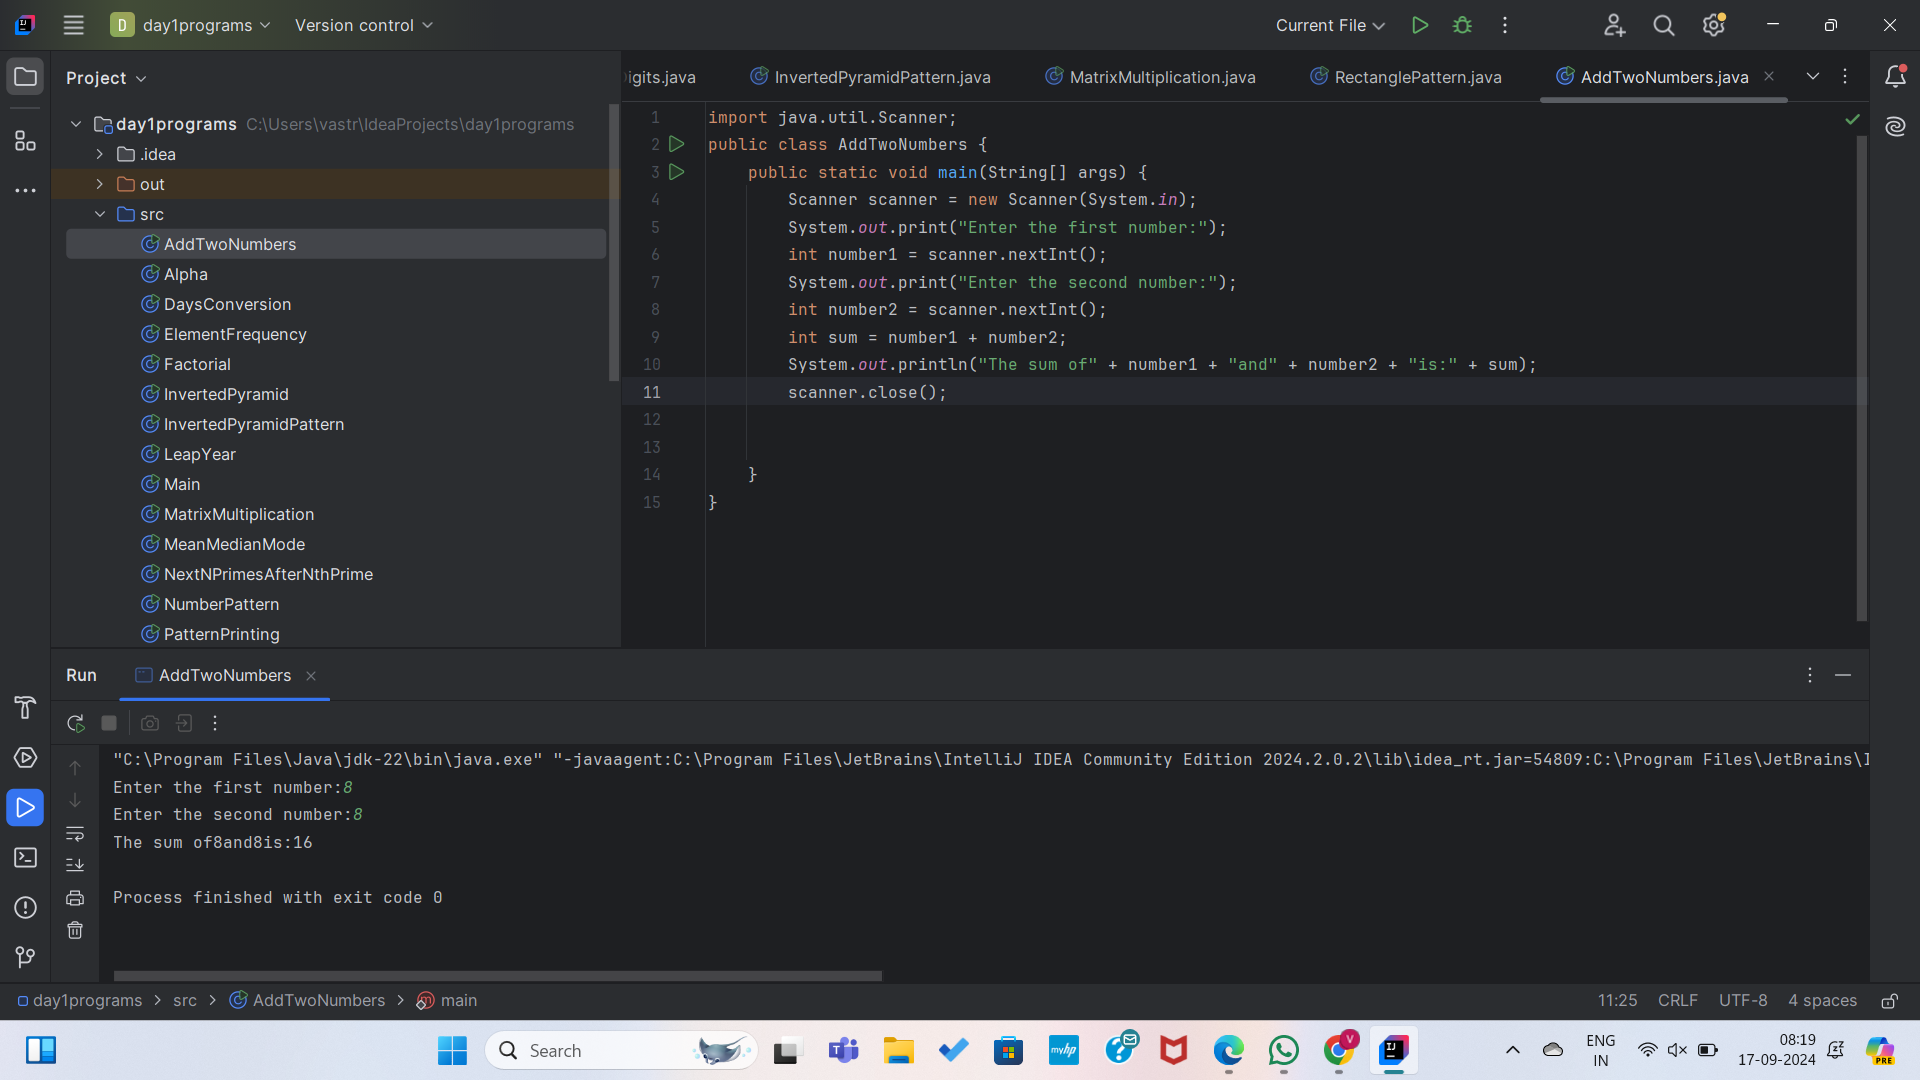 D day1programs Version control Current File
Project
igits.java InvertedPyramidPattern.java MatrixMultiplication.java RectanglePattern.java AddTwoNumbers.java
day1programs C:\Users\vastr\IdeaProjects\day1programs
.idea
out
src
AddTwoNumbers
Alpha
DaysConversion
ElementFrequency
Factorial
InvertedPyramid
InvertedPyramidPattern
LeapYear
Main
MatrixMultiplication
MeanMedianMode
NextNPrimesAfterNthPrime
NumberPattern
PatternPrinting
1 import java.util.Scanner;
2 public class AddTwoNumbers {
3 public static void main(String[] args) {
4 Scanner scanner = new Scanner(System.in);
5 System.out.print("Enter the first number:");
6 int number1 = scanner.nextInt();
7 System.out.print("Enter the second number:");
8 int number2 = scanner.nextInt();
9 int sum = number1 + number2;
10 System.out.println("The sum of" + number1 + "and" + number2 + "is:" + sum);
11 scanner.close();
12
13
14 }
15 }
Run AddTwoNumbers
"C:\Program Files\Java\jdk-22\bin\java.exe" "-javaagent:C:\Program Files\JetBrains\IntelliJ IDEA Community Edition 2024.2.0.2\lib\idea_rt.jar=54809:C:\Program Files\JetBrains\I
Enter the first number:8
Enter the second number:8
The sum of8and8is:16
Process finished with exit code 0
day1programs > src > AddTwoNumbers > main 11:25 CRLF UTF-8 4 spaces
Search myhp V ENG 08:19
IN 17-09-2024 PRE